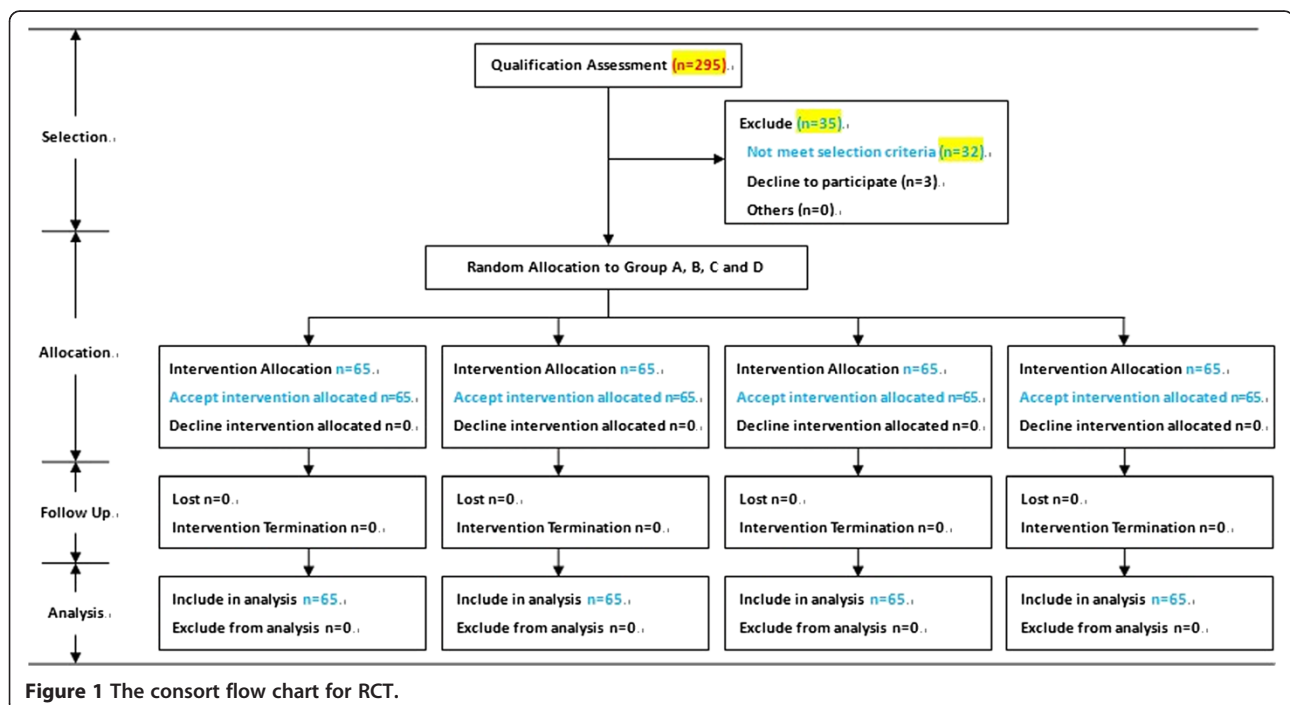 Qualification Assessment (n=295).
Selection.
Exclude (n=35).
Not meet selection criteria (n=32).
Decline to participate (n=3).
Others (n=0).
Random Allocation to Group A, B, C and D
Allocation.
Intervention Allocation n=65.
Accept intervention allocated n=65.
Decline intervention allocated n=0.
Intervention Allocation n=65.
Accept intervention allocated n=65.
Decline intervention allocated n=0.
Intervention Allocation n=65.
Accept intervention allocated n=65.
Decline intervention allocated n=0.
Intervention Allocation n=65.
Accept intervention allocated n=65.
Decline intervention allocated n=0.
Follow Up.
Lost n=0.
Intervention Termination n=0.
Lost n=0.
Intervention Termination n=0.
Lost n=0.
Intervention Termination n=0.
Lost n=0.
Intervention Termination n=0.
Analysis.
Include in analysis n=65.
Exclude from analysis n=0.
Include in analysis n=65.
Exclude from analysis n=0.
Include in analysis n=65.
Exclude from analysis n=0.
Include in analysis n=65.
Exclude from analysis n=0.
Figure 1 The consort flow chart for RCT.